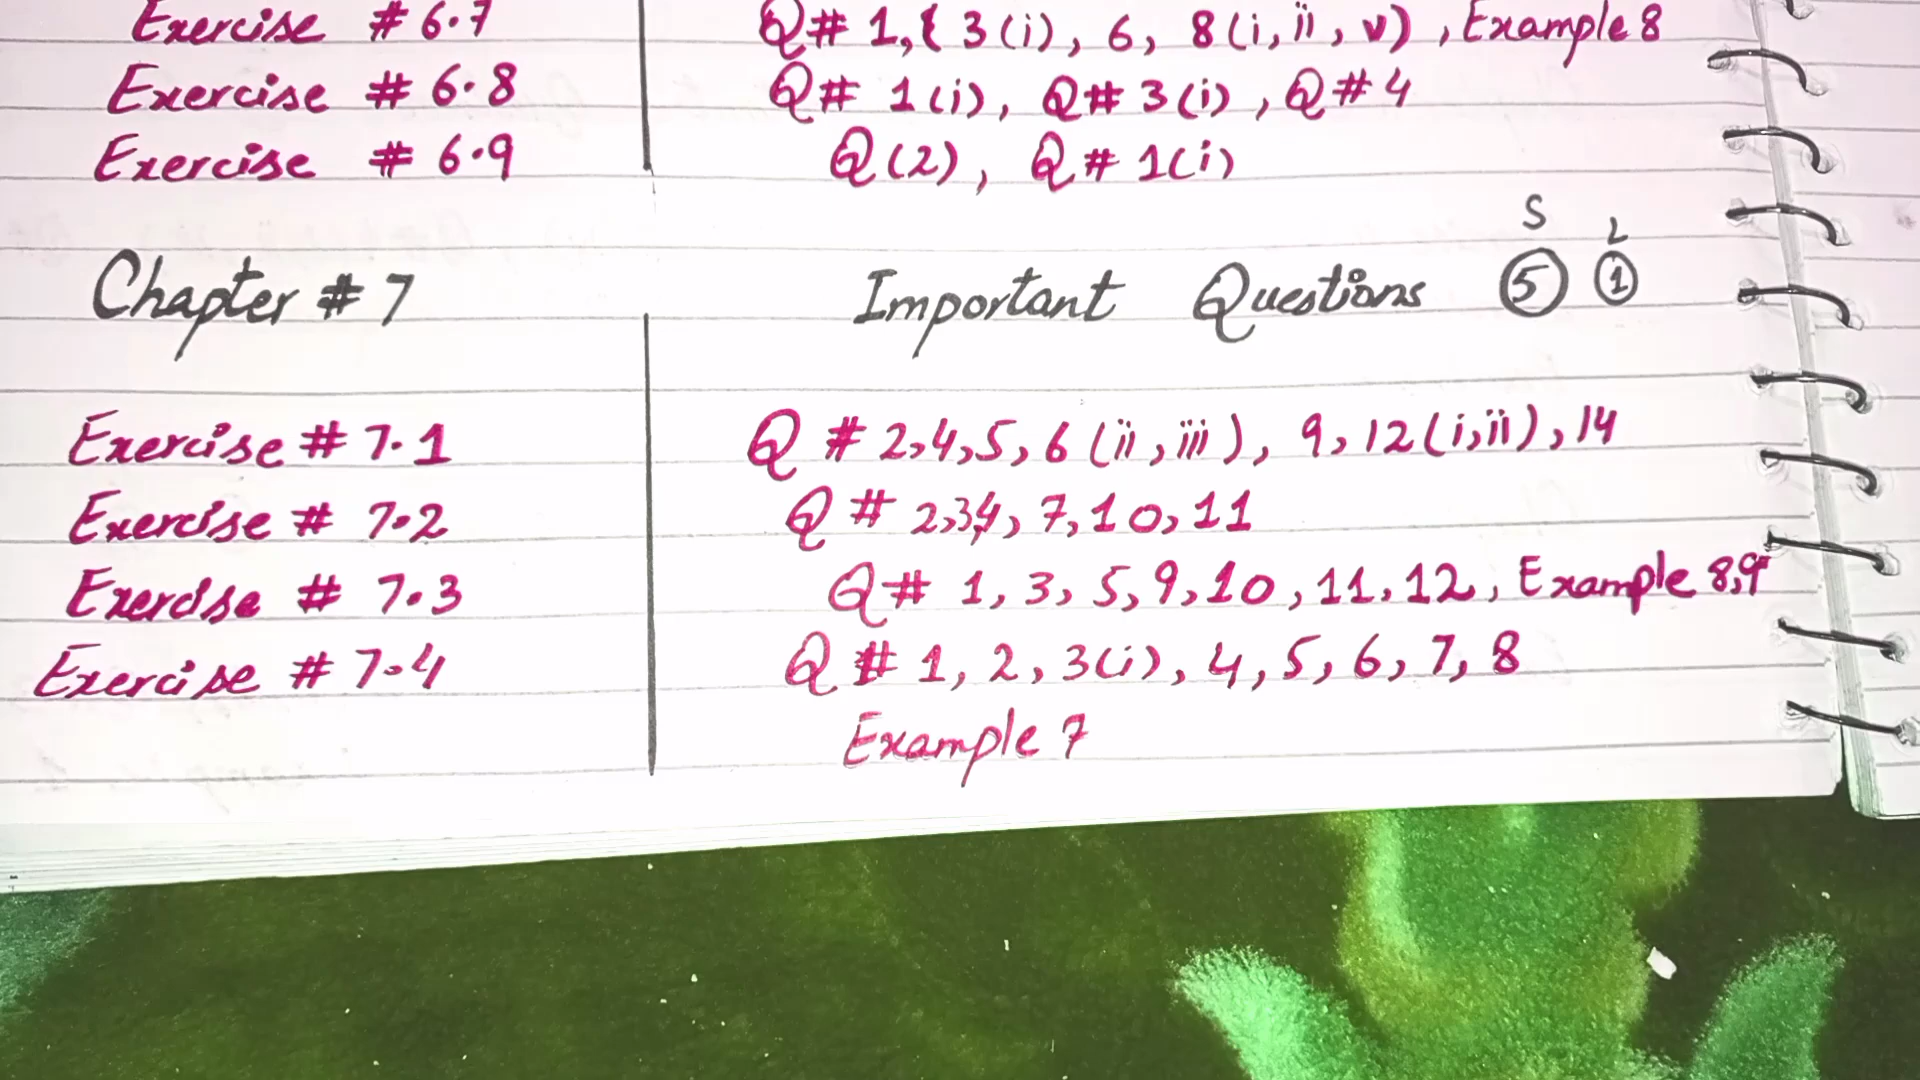 Exercise # 6.7 Q# 1, 3(i), 6, 8(i,ii,v), Example 8
Exercise # 6.8 Q# 1(i), Q# 3(i), Q#4
Exercise # 6.9 Q(2), Q# 1(i)
S L
Chapter # 7 Important Questions 5 1
Exercise # 7.1 Q # 2,4,5,6(ii,iii), 9,12(i,ii),14
Exercise # 7.2 Q # 2,3,4, 7,10,11
Exercise # 7.3 Q# 1, 3, 5,9,10,11,12, Example 8,9
Exercise # 7.4 Q # 1, 2, 3(i), 4, 5, 6, 7, 8
Example 7